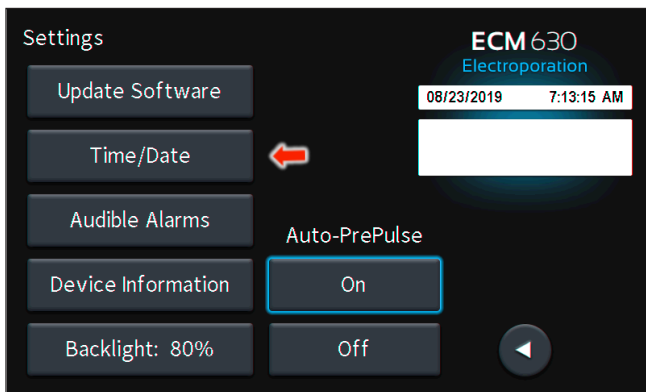 Settings
ECM 630
Electroporation
Update Software
08/23/2019 7:13:15 AM
Time/Date
Audible Alarms
Auto-PrePulse
Device Information
On
Backlight: 80%
Off